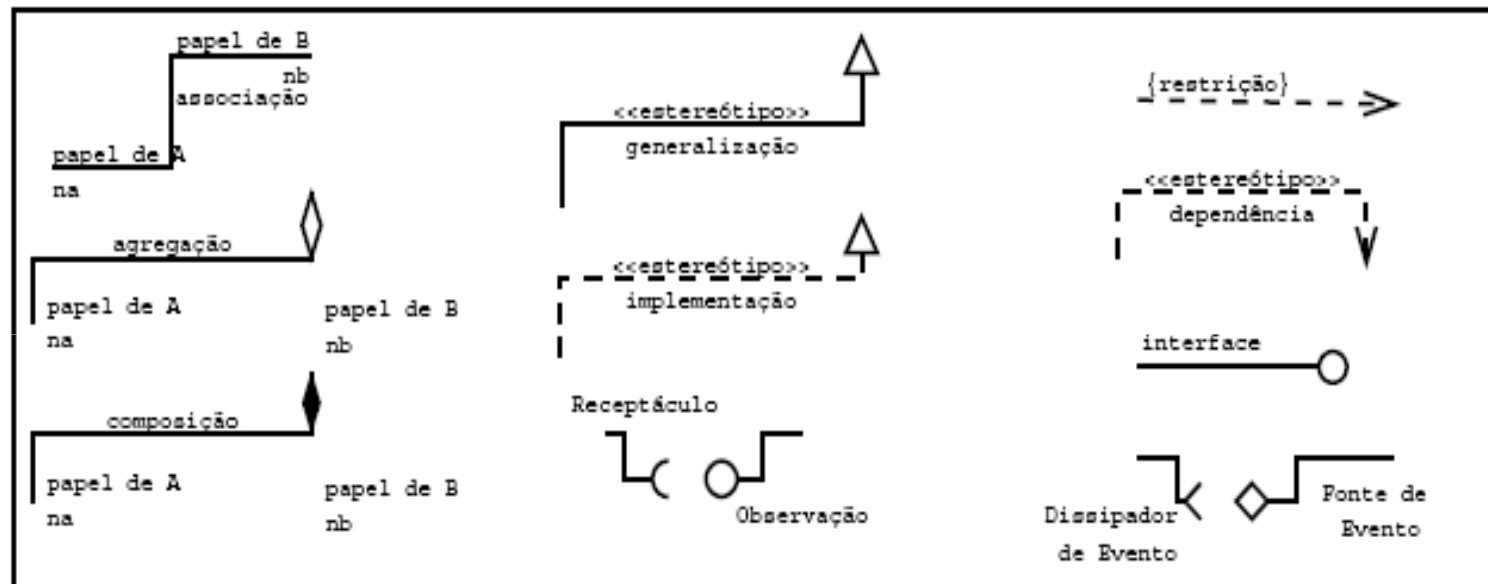 papel de B
nb
associação
papel de A
na
agregação
papel de A
na
papel de B
nb
composição
papel de A
na
papel de B
nb
<<estereótipo>>
generalização
<<estereótipo>>
implementação
Receptáculo
Observação
{restrição}
<<estereótipo>>
dependência
interface
Dissipador
de Evento
Fonte de
Evento